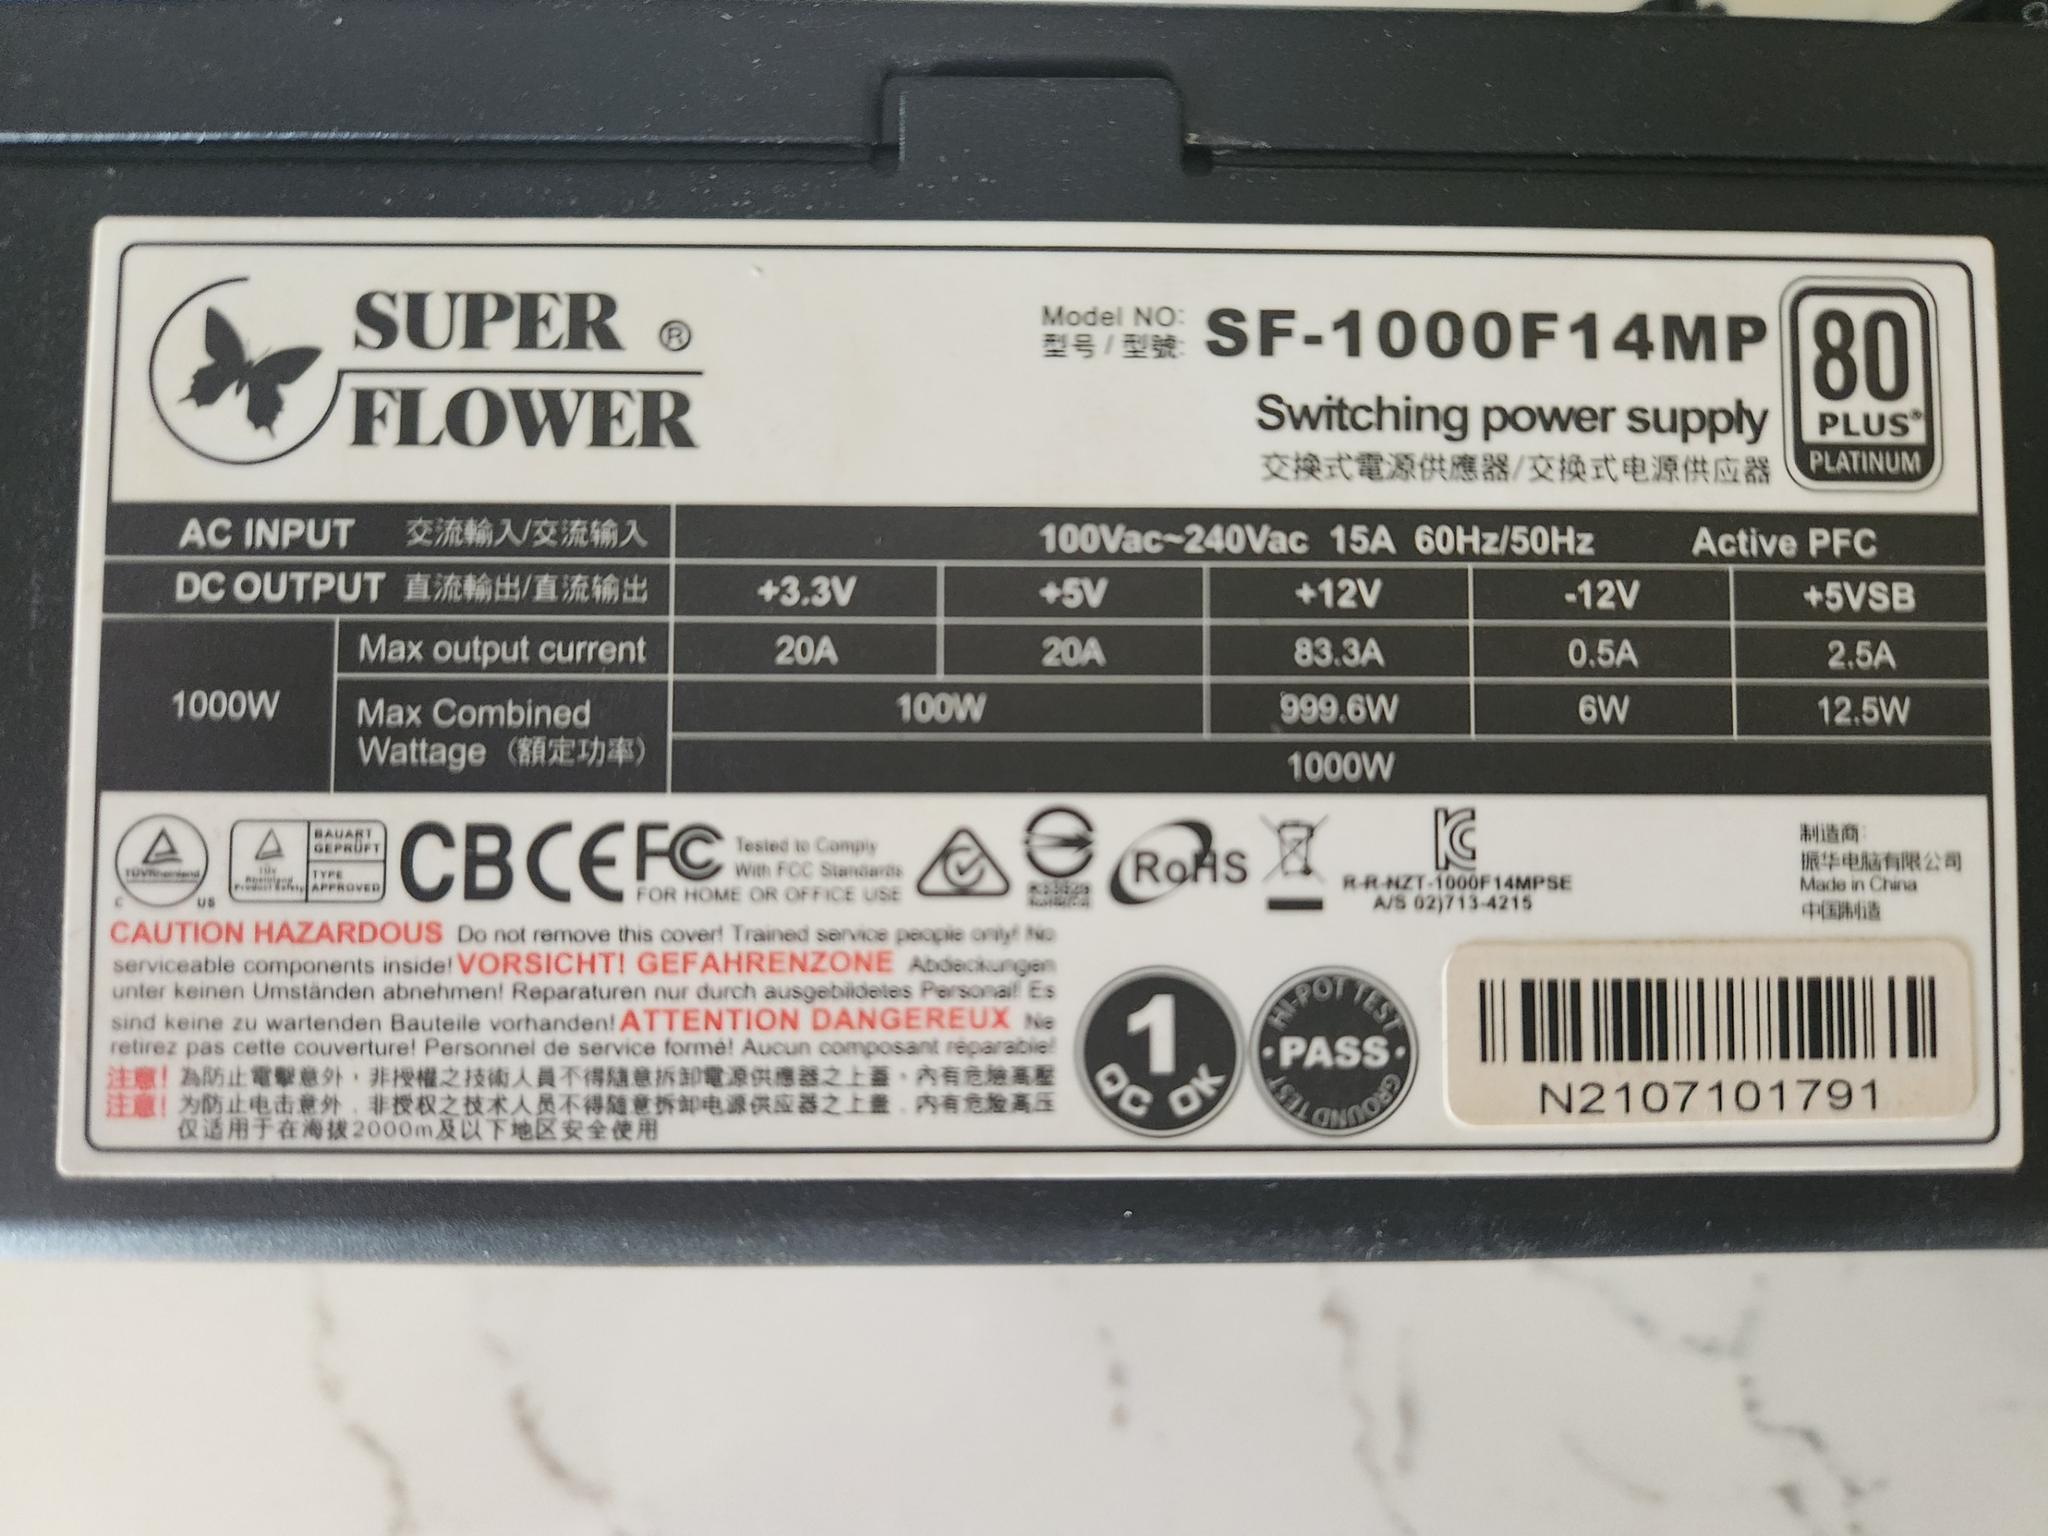 SUPER ®
FLOWER
Model NO:
型号 / 型號:
SF-1000F14MP
Switching power supply
交換式電源供應器/交换式电源供应器
80
PLUS®
PLATINUM
AC INPUT 交流輸入/交流输入 100Vac~240Vac 15A 60Hz/50Hz Active PFC
DC OUTPUT 直流輸出/直流输出 +3.3V +5V +12V -12V +5VSB
1000W
Max output current 20A 20A 83.3A 0.5A 2.5A
Max Combined
Wattage (額定功率)
100W 999.6W 6W 12.5W
1000W
TÜVRheinland
C US
TÜV
Rheinland
Product Safety
BAUART
GEPRÜFT
TYPE
APPROVED
CB CE FC
Tested to Comply
With FCC Standards
FOR HOME OR OFFICE USE
RoHS
R-R-NZT-1000F14MPSE
A/S 02)713-4215
制造商:
振华电脑有限公司
Made in China
中国制造
CAUTION HAZARDOUS Do not remove this cover! Trained service people only! No
serviceable components inside! VORSICHT! GEFAHRENZONE Abdeckungen
unter keinen Umständen abnehmen! Reparaturen nur durch ausgebildetes Personal! Es
sind keine zu wartenden Bauteile vorhanden! ATTENTION DANGEREUX Ne
retirez pas cette couverture! Personnel de service formé! Aucun composant réparable!
注意! 為防止電擊意外，非授權之技術人員不得隨意拆卸電源供應器之上蓋，內有危險高壓
注意! 为防止电击意外．非授权之技术人员不得随意拆卸电源供应器之上盖．内有危险高压
仅适用于在海拔2000m及以下地区安全使用
1
QC OK
HI-POT TEST
PASS
GROUND TEST
N2107101791